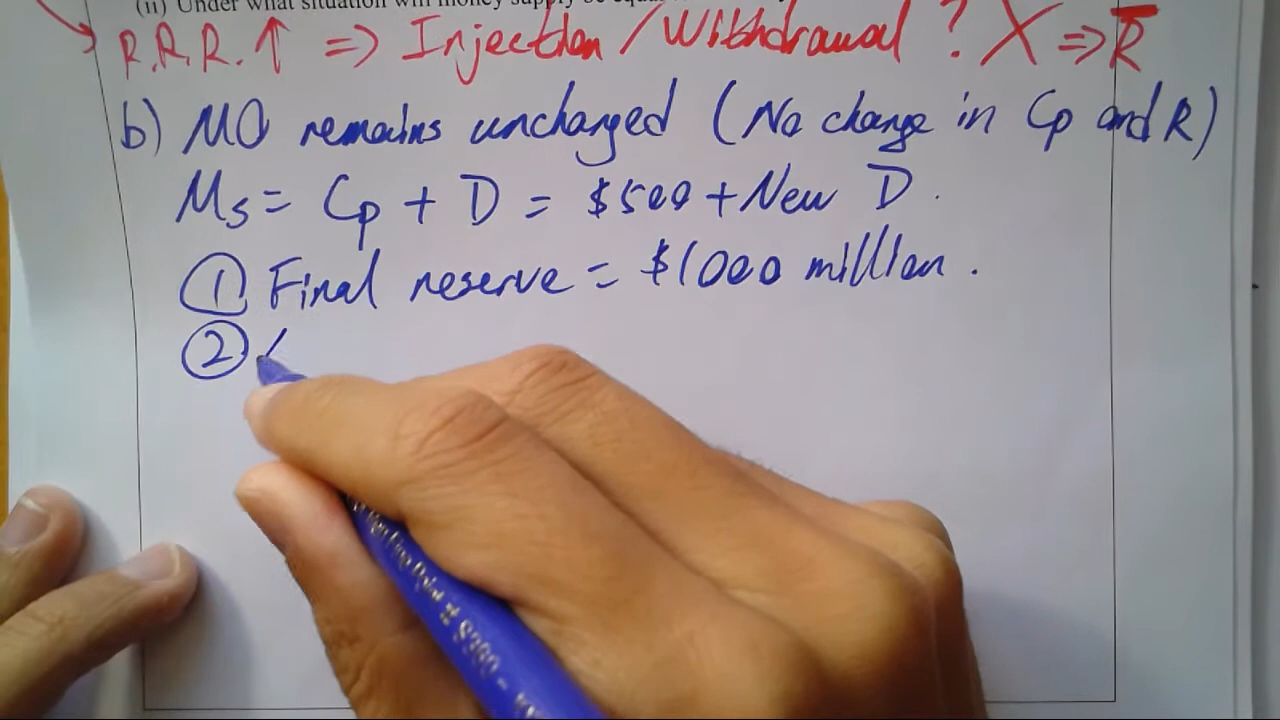 (ii) Under what situation will money supply be equal
R.R.R. ↑ => Injection / Withdrawal ? X => R̅
b) MO remains unchanged (No change in Cp and R)
Ms = Cp + D = $500 + New D .
① Final reserve = $1000 million .
②